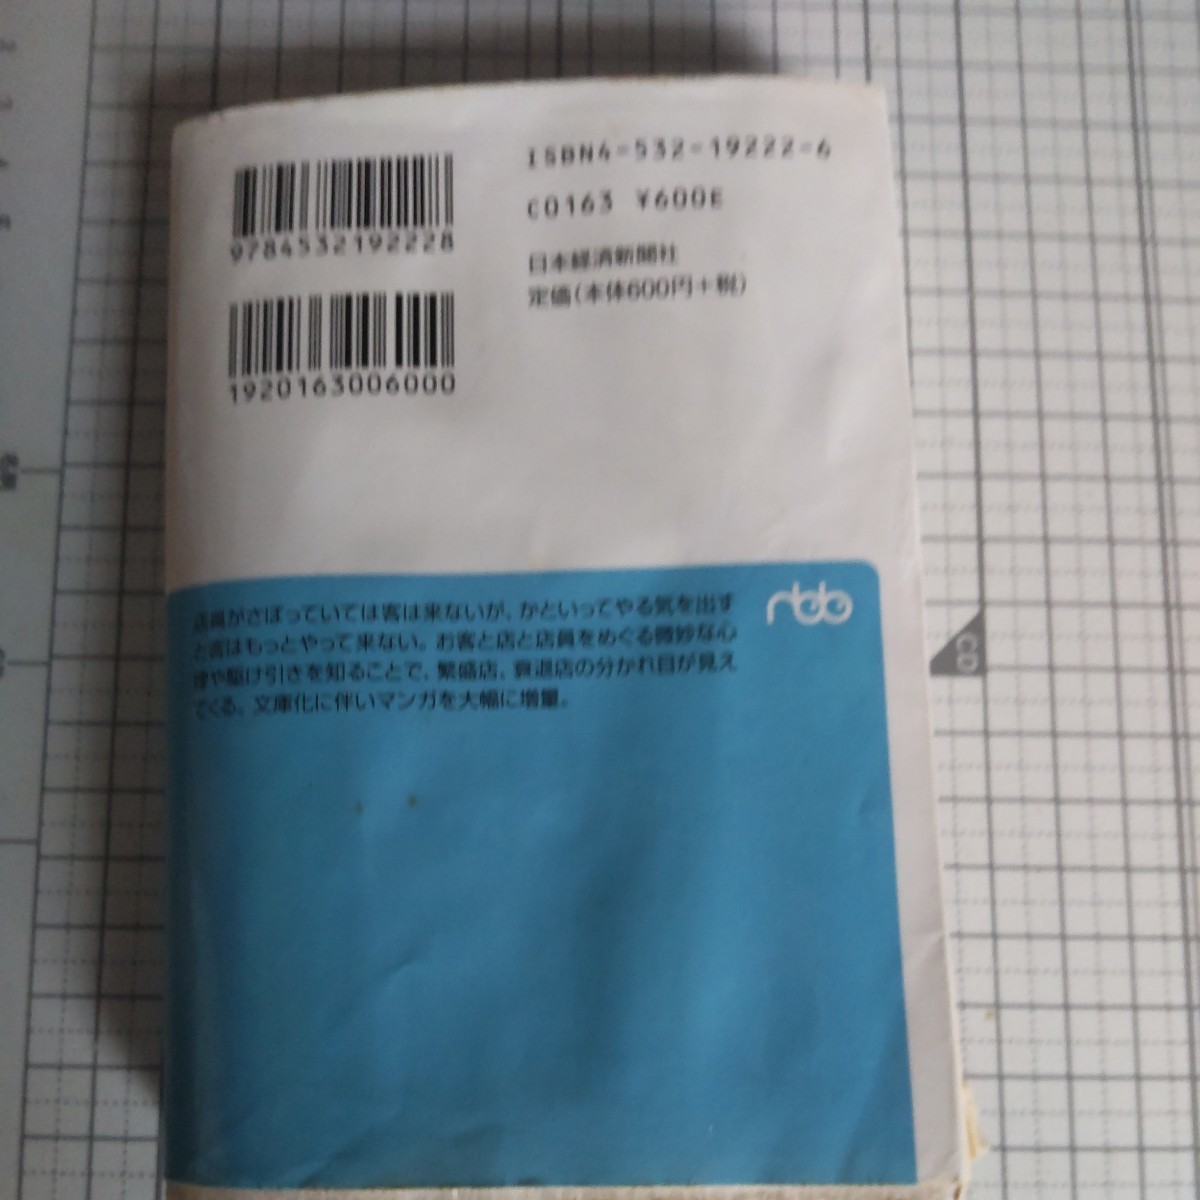 ISBN4-532-19222-6
C0163 ¥600E
9784532192228
日本経済新聞社
定価(本体600円+税)
1920163006000
店員がさぼっていては客は来ないが、かといってやる気を出す
と客はもっとやって来ない。お客と店と店員をめぐる微妙な心
理や駆け引きを知ることで、繁盛店、衰退店の分かれ目が見え
てくる。文庫化に伴いマンガを大幅に増量。
nbb
CD